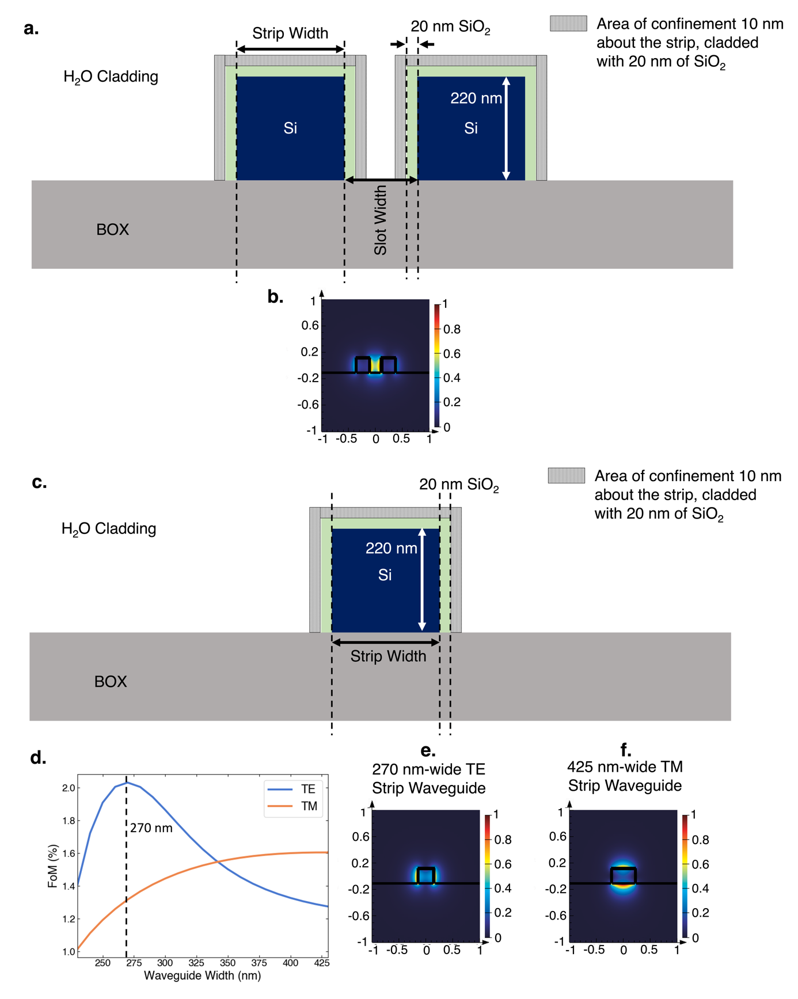 a.
Strip Width
20 nm SiO₂
Area of confinement 10 nm
about the strip, cladded
with 20 nm of SiO₂
H₂O Cladding
220 nm
Si
Si
Slot Width
BOX
b.
1
0.6
0.2
-0.2
-0.6
-1
-1 -0.5 0 0.5 1
1
0.8
0.6
0.4
0.2
0
c.
20 nm SiO₂
Area of confinement 10 nm
about the strip, cladded
with 20 nm of SiO₂
H₂O Cladding
220 nm
Si
Strip Width
BOX
d.
TE
TM
270 nm
FoM (%)
2.0
1.8
1.6
1.4
1.2
1.0
250 275 300 325 350 375 400 425
Waveguide Width (nm)
e.
270 nm-wide TE
Strip Waveguide
1
0.6
0.2
-0.2
-0.6
-1
-1 -0.5 0 0.5 1
1
0.8
0.6
0.4
0.2
0
f.
425 nm-wide TM
Strip Waveguide
1
0.6
0.2
-0.2
-0.6
-1
-1 -0.5 0 0.5 1
1
0.8
0.6
0.4
0.2
0